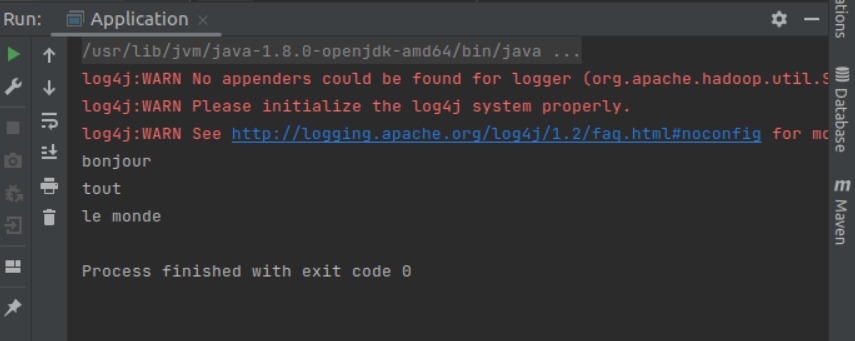 Run: Application
/usr/lib/jvm/java-1.8.0-openjdk-amd64/bin/java ...
log4j:WARN No appenders could be found for logger (org.apache.hadoop.util.S
log4j:WARN Please initialize the log4j system properly.
log4j:WARN See http://logging.apache.org/log4j/1.2/faq.html#noconfig for mo
bonjour
tout
le monde
Process finished with exit code 0
Database
Maven